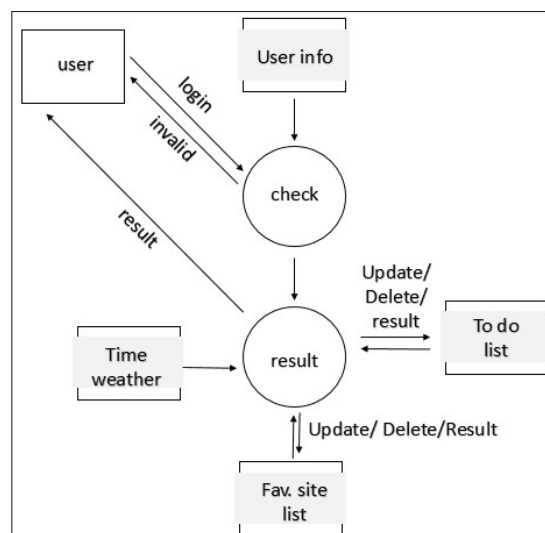 user
User info
login
invalid
check
result
Update/
Delete/
result
To do
list
Time
weather
result
Update/ Delete/Result
Fav. site
list